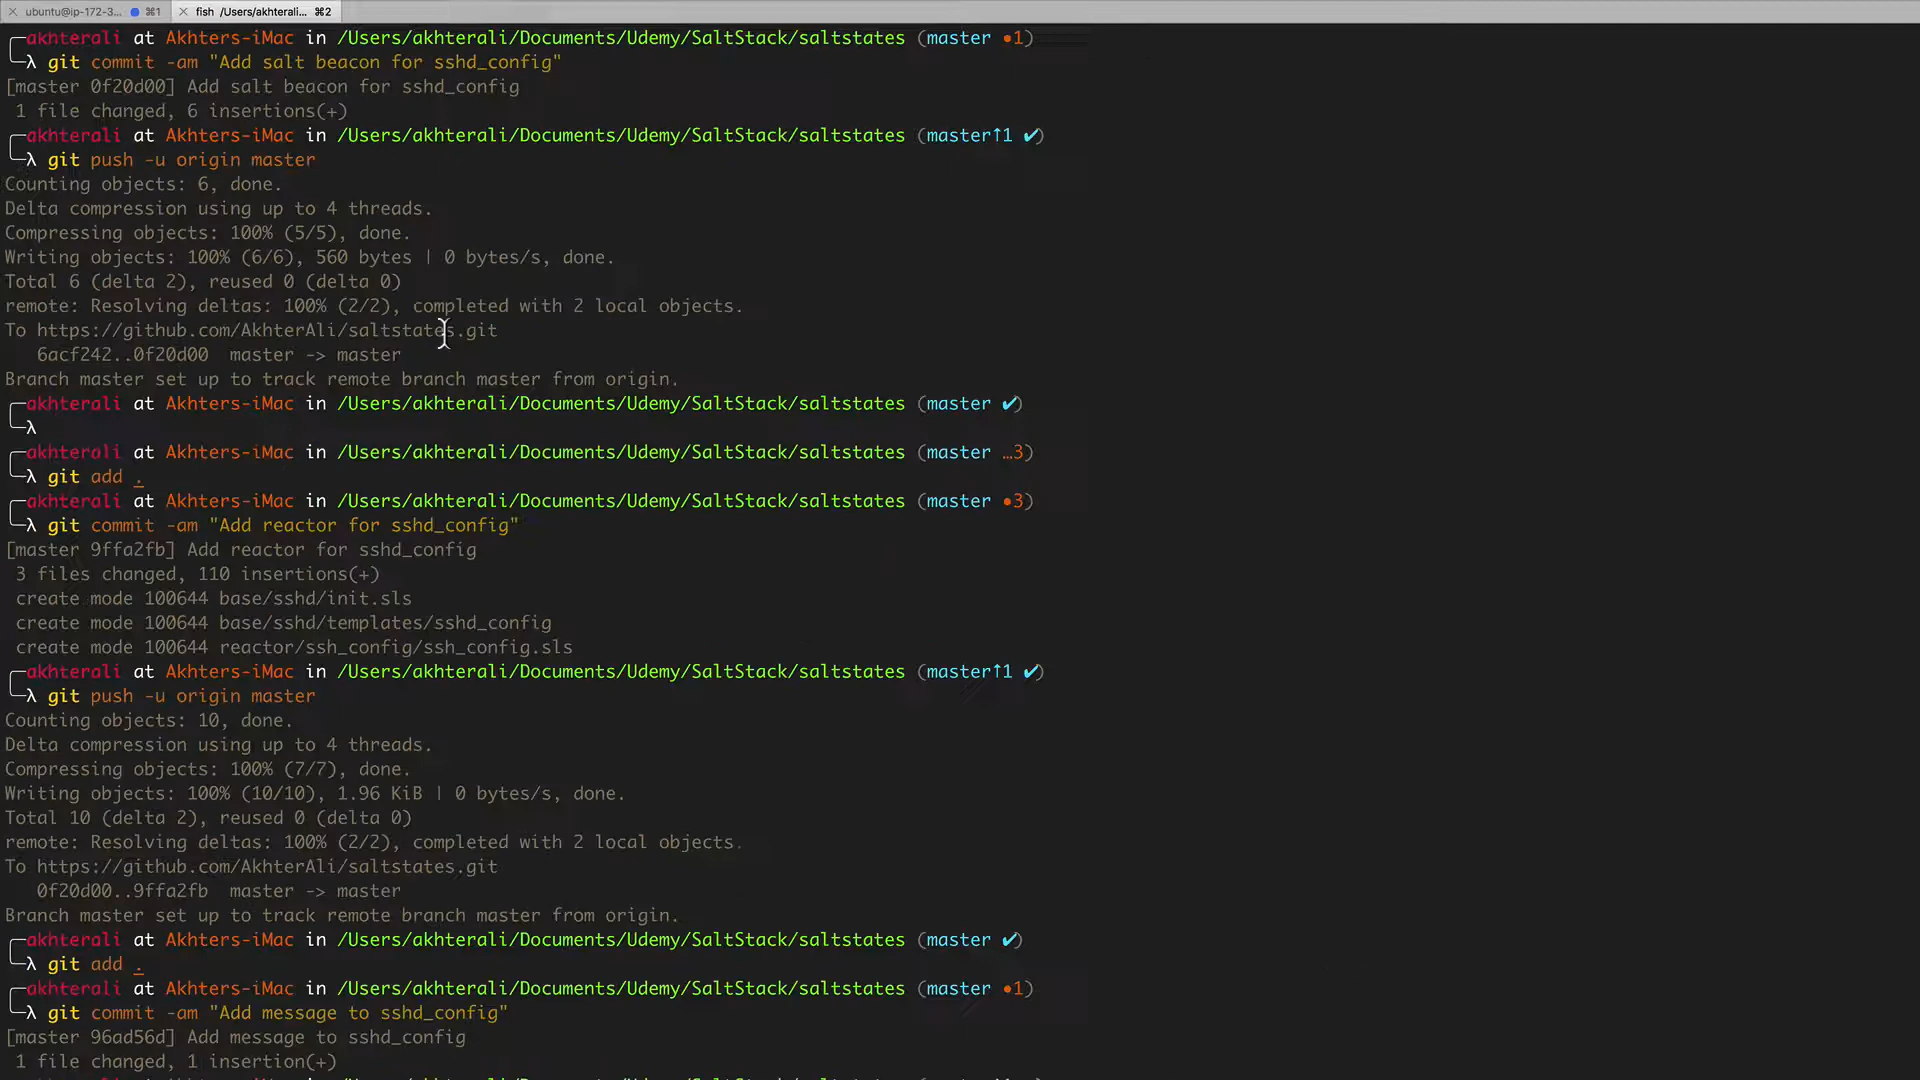 ubuntu@ip-172-3... ⌘1 fish /Users/akhterali... ⌘2
akhterali at Akhters-iMac in /Users/akhterali/Documents/Udemy/SaltStack/saltstates (master •1)
λ git commit -am "Add salt beacon for sshd_config"
[master 0f20d00] Add salt beacon for sshd_config
1 file changed, 6 insertions(+)
akhterali at Akhters-iMac in /Users/akhterali/Documents/Udemy/SaltStack/saltstates (master↑1 ✔)
λ git push -u origin master
Counting objects: 6, done.
Delta compression using up to 4 threads.
Compressing objects: 100% (5/5), done.
Writing objects: 100% (6/6), 560 bytes | 0 bytes/s, done.
Total 6 (delta 2), reused 0 (delta 0)
remote: Resolving deltas: 100% (2/2), completed with 2 local objects.
To https://github.com/AkhterAli/saltstates.git
6acf242..0f20d00 master -> master
Branch master set up to track remote branch master from origin.
akhterali at Akhters-iMac in /Users/akhterali/Documents/Udemy/SaltStack/saltstates (master ✔)
λ
akhterali at Akhters-iMac in /Users/akhterali/Documents/Udemy/SaltStack/saltstates (master …3)
λ git add .
akhterali at Akhters-iMac in /Users/akhterali/Documents/Udemy/SaltStack/saltstates (master •3)
λ git commit -am "Add reactor for sshd_config"
[master 9ffa2fb] Add reactor for sshd_config
3 files changed, 110 insertions(+)
create mode 100644 base/sshd/init.sls
create mode 100644 base/sshd/templates/sshd_config
create mode 100644 reactor/ssh_config/ssh_config.sls
akhterali at Akhters-iMac in /Users/akhterali/Documents/Udemy/SaltStack/saltstates (master↑1 ✔)
λ git push -u origin master
Counting objects: 10, done.
Delta compression using up to 4 threads.
Compressing objects: 100% (7/7), done.
Writing objects: 100% (10/10), 1.96 KiB | 0 bytes/s, done.
Total 10 (delta 2), reused 0 (delta 0)
remote: Resolving deltas: 100% (2/2), completed with 2 local objects.
To https://github.com/AkhterAli/saltstates.git
0f20d00..9ffa2fb master -> master
Branch master set up to track remote branch master from origin.
akhterali at Akhters-iMac in /Users/akhterali/Documents/Udemy/SaltStack/saltstates (master ✔)
λ git add .
akhterali at Akhters-iMac in /Users/akhterali/Documents/Udemy/SaltStack/saltstates (master •1)
λ git commit -am "Add message to sshd_config"
[master 96ad56d] Add message to sshd_config
1 file changed, 1 insertion(+)